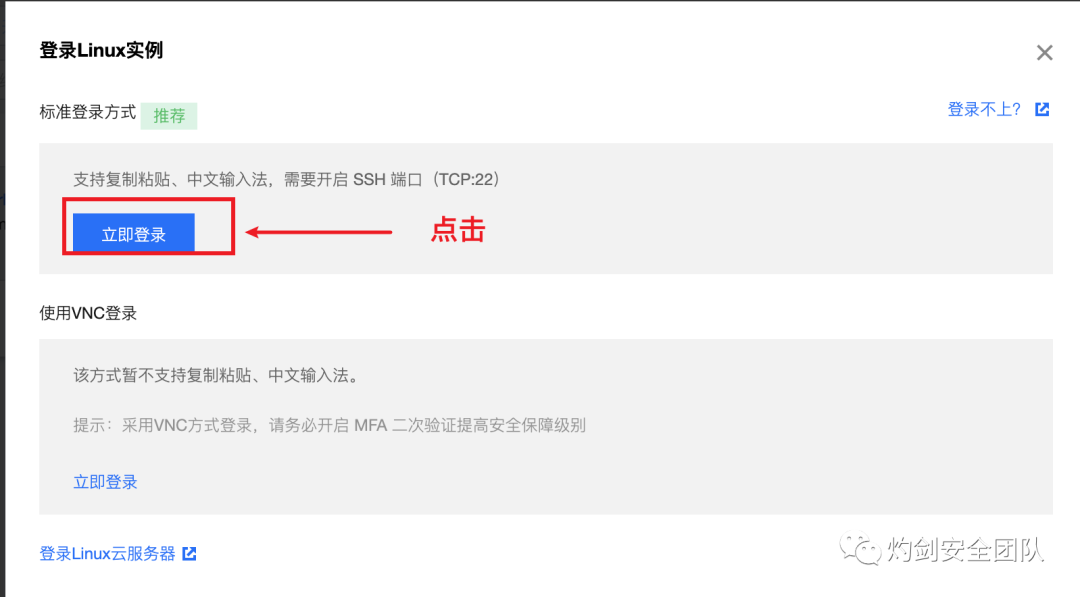 登录Linux实例
标准登录方式 推荐 登录不上?
支持复制粘贴、中文输入法，需要开启 SSH 端口（TCP:22）
立即登录 点击
使用VNC登录
该方式暂不支持复制粘贴、中文输入法。
提示：采用VNC方式登录，请务必开启 MFA 二次验证提高安全保障级别
立即登录
登录Linux云服务器
灼剑安全团队